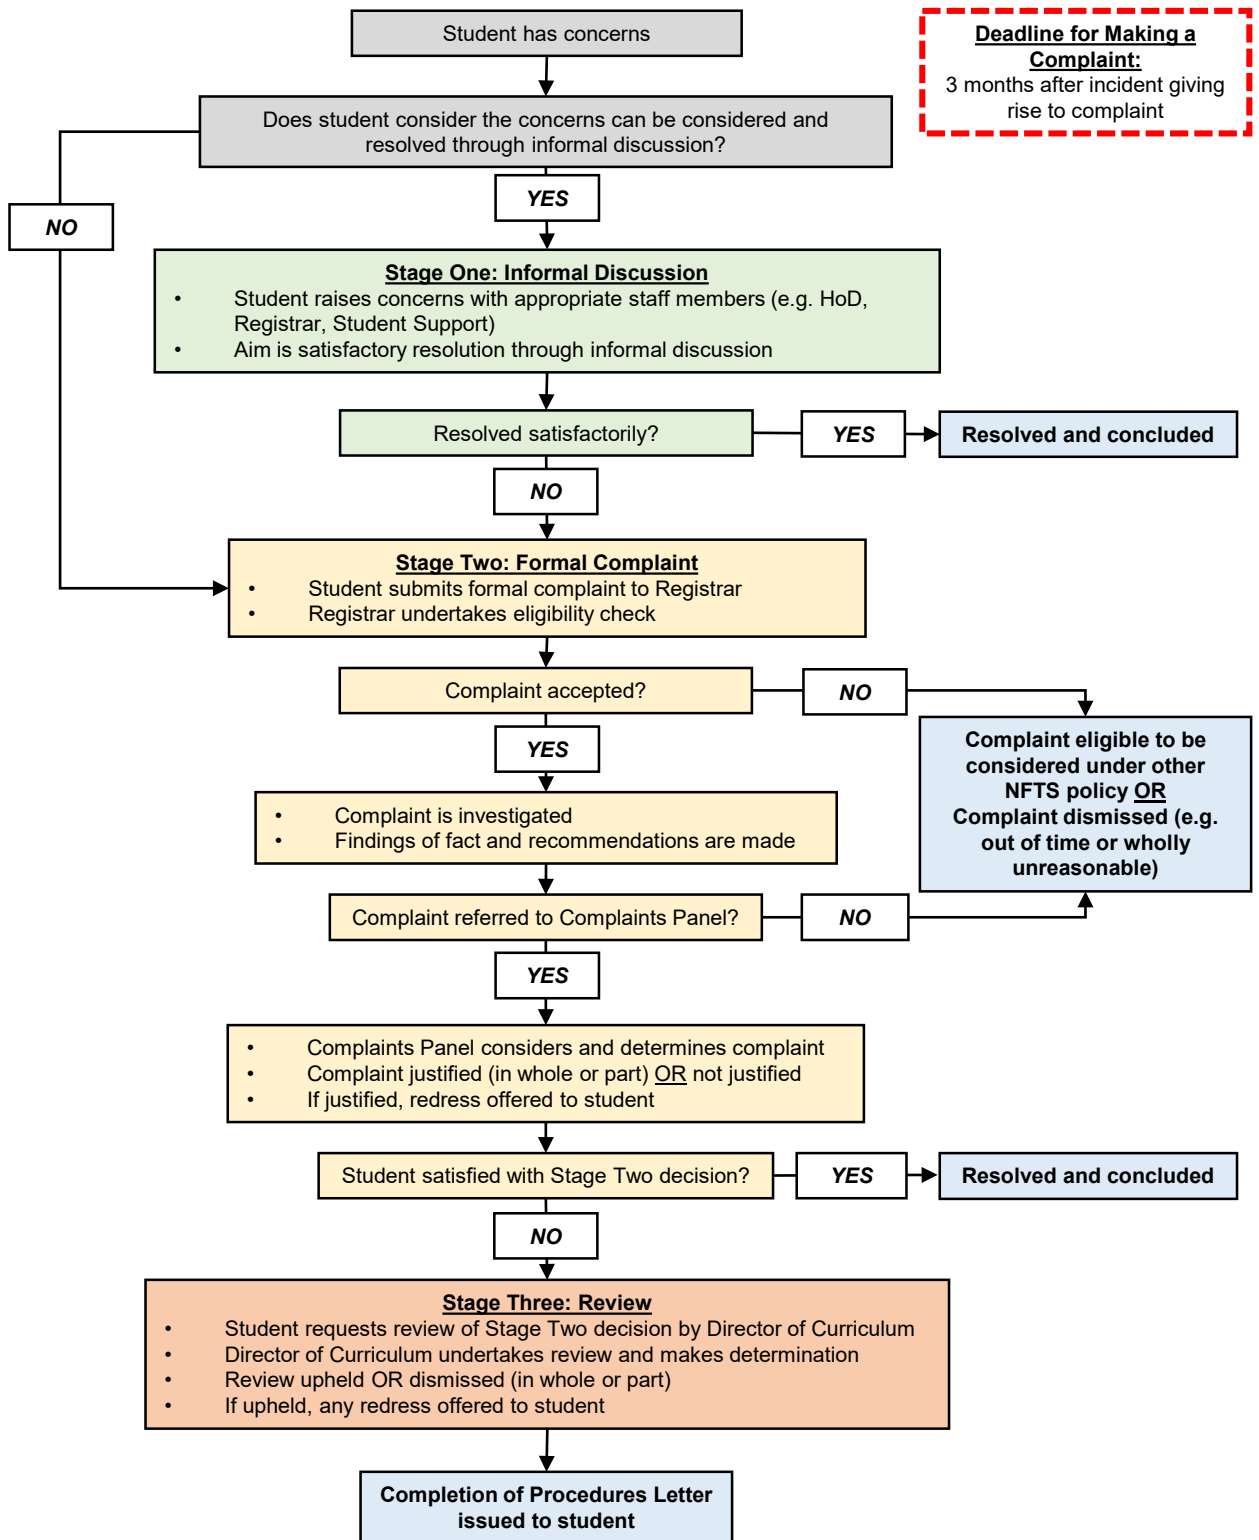 Student has concerns
Deadline for Making a
Complaint:
3 months after incident giving
rise to complaint
Does student consider the concerns can be considered and
resolved through informal discussion?
NO
YES
Stage One: Informal Discussion
• Student raises concerns with appropriate staff members (e.g. HoD,
Registrar, Student Support)
• Aim is satisfactory resolution through informal discussion
Resolved satisfactorily?
YES
Resolved and concluded
NO
Stage Two: Formal Complaint
• Student submits formal complaint to Registrar
• Registrar undertakes eligibility check
Complaint accepted?
NO
YES
Complaint eligible to be
considered under other
NFTS policy OR
Complaint dismissed (e.g.
out of time or wholly
unreasonable)
• Complaint is investigated
• Findings of fact and recommendations are made
Complaint referred to Complaints Panel?
NO
YES
• Complaints Panel considers and determines complaint
• Complaint justified (in whole or part) OR not justified
• If justified, redress offered to student
Student satisfied with Stage Two decision?
YES
Resolved and concluded
NO
Stage Three: Review
• Student requests review of Stage Two decision by Director of Curriculum
• Director of Curriculum undertakes review and makes determination
• Review upheld OR dismissed (in whole or part)
• If upheld, any redress offered to student
Completion of Procedures Letter
issued to student